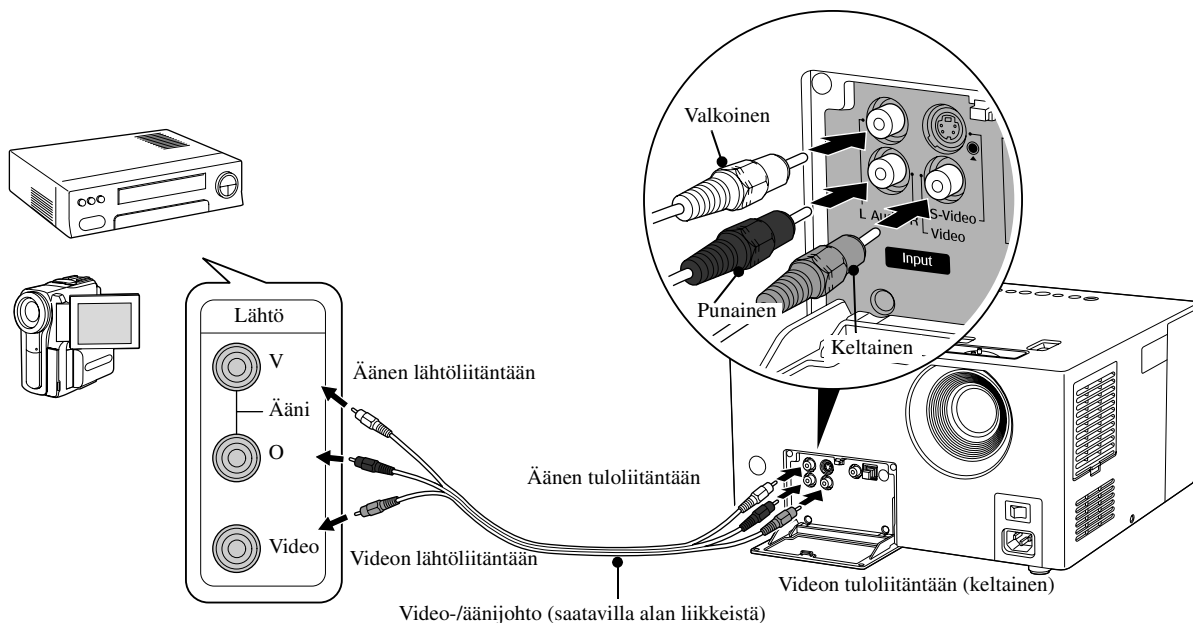 Valkoinen
L Audio R
S-Video
Video
Input
Punainen
Keltainen
Lähtö
V
Ääni
O
Video
Äänen lähtöliitäntään
Äänen tuloliitäntään
Videon lähtöliitäntään
Videon tuloliitäntään (keltainen)
Video-/äänijohto (saatavilla alan liikkeistä)